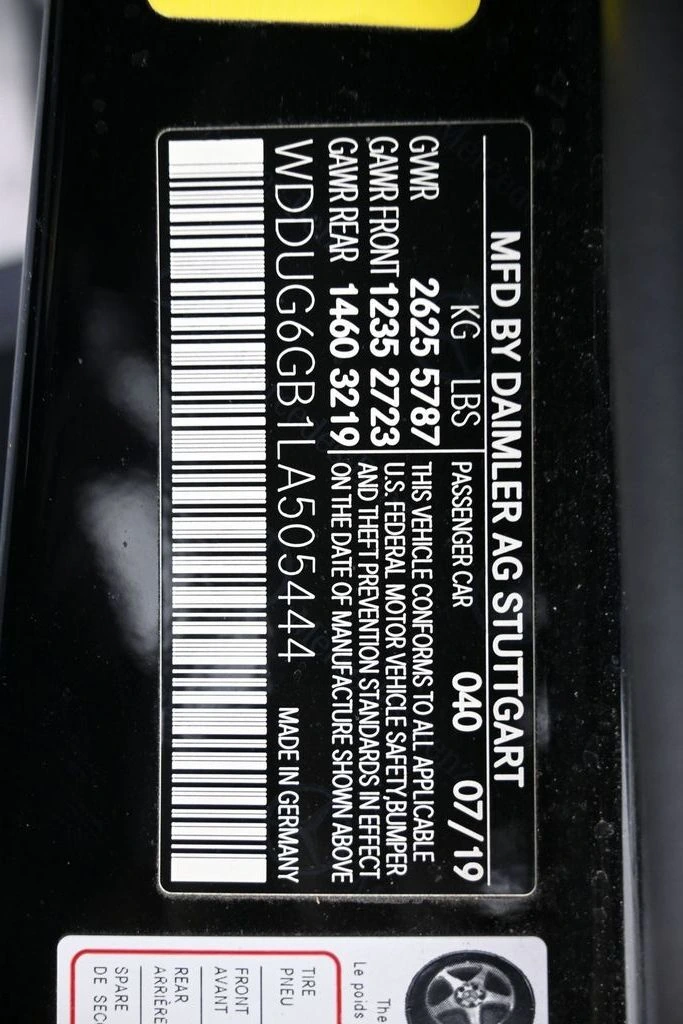 MFD BY DAIMLER AG STUTTGART
KG LBS PASSENGER CAR 040 07/19
GVWR 2625 5787 THIS VEHICLE CONFORMS TO ALL APPLICABLE
U.S. FEDERAL MOTOR VEHICLE SAFETY,BUMPER
GAWR FRONT 1235 2723 AND THEFT PREVENTION STANDARDS IN EFFECT
GAWR REAR 1460 3219 ON THE DATE OF MANUFACTURE SHOWN ABOVE
WDDUG6GB1LA505444 MADE IN GERMANY
The
Le poids
TIRE
PNEU
FRONT
AVANT
REAR
ARRIÈRE
SPARE
DE SEC